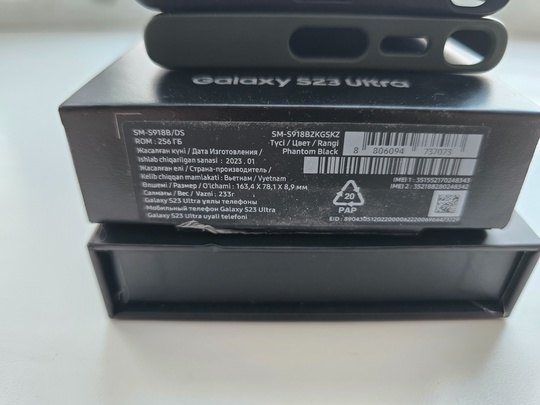 Galaxy S23 Ultra
SM-S918B/DS
ROM : 256 ГБ
Жасалған күні / Дата Изготовления /
Ishlab chiqarilgan sanasi : 2023. 01
Жасалған елі / Страна-производитель /
Kelib chiqqan mamlakati : Вьетнам / Vyetnam
Өлшемі / Размер / O'lchami : 163,4 X 78,1 X 8,9 мм
Салмағы / Вес / Vazni : 233г
Galaxy S23 Ultra ұялы телефоны
Мобильный телефон Galaxy S23 Ultra
Galaxy S23 Ultra uyali telefoni
SM-S918BZKGSKZ
Түсі / Цвет / Rangi
Phantom Black
8 806094 737073
20
PAP